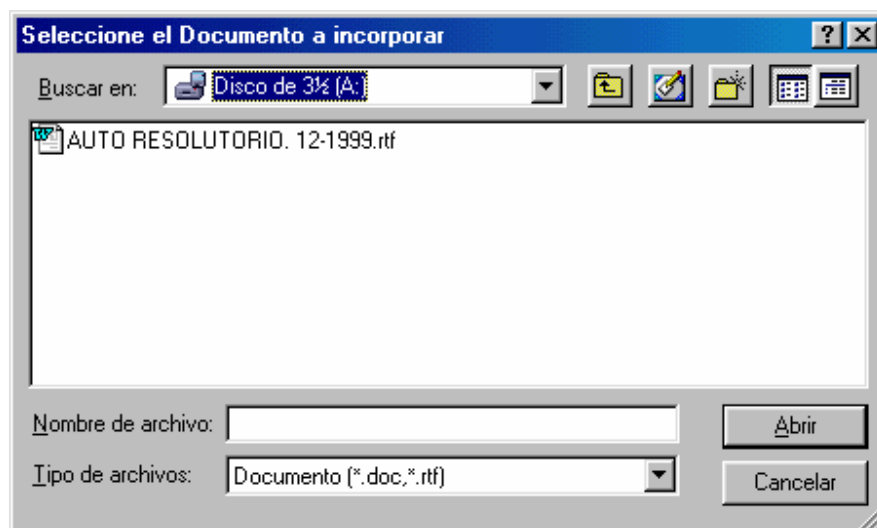 Seleccione el Documento a incorporar
Buscar en: Disco de 3½ (A:)
AUTO RESOLUTORIO. 12-1999.rtf
Nombre de archivo: Abrir
Tipo de archivos: Documento (*.doc,*.rtf) Cancelar